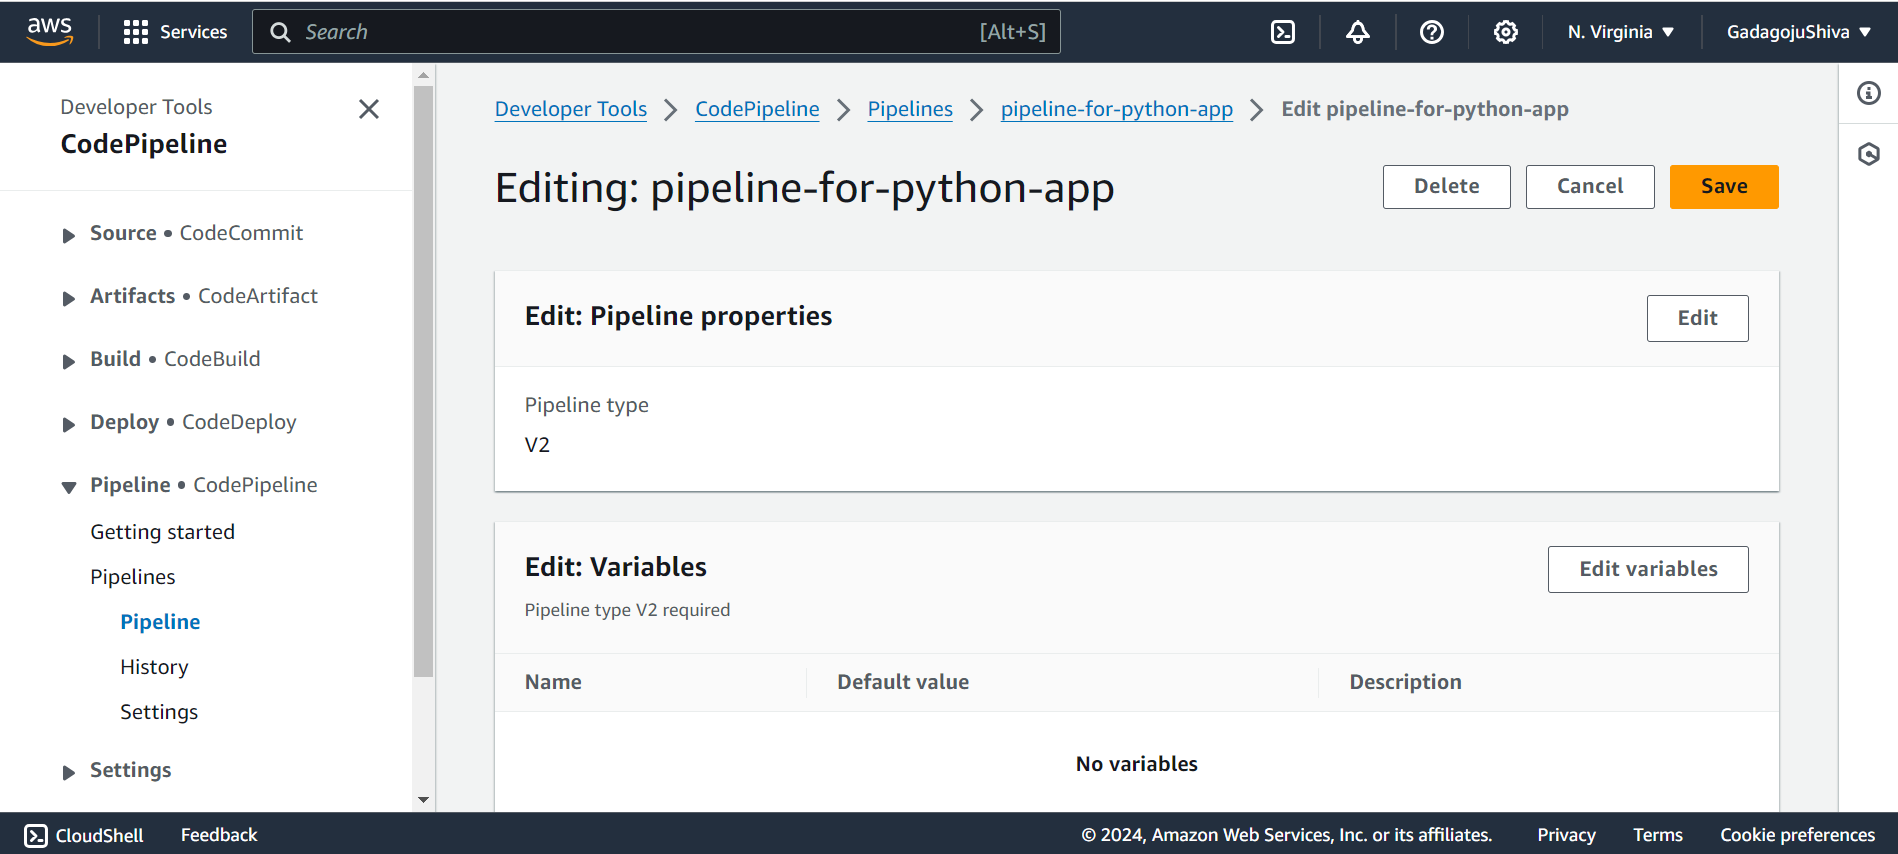 aws
Services
Search
[Alt+S]
N. Virginia
GadagojuShiva
Developer Tools
CodePipeline
Source • CodeCommit
Artifacts • CodeArtifact
Build • CodeBuild
Deploy • CodeDeploy
Pipeline • CodePipeline
Getting started
Pipelines
Pipeline
History
Settings
Settings
Developer Tools > CodePipeline > Pipelines > pipeline-for-python-app > Edit pipeline-for-python-app
Editing: pipeline-for-python-app
Delete
Cancel
Save
Edit: Pipeline properties
Edit
Pipeline type
V2
Edit: Variables
Edit variables
Pipeline type V2 required
Name
Default value
Description
No variables
CloudShell
Feedback
© 2024, Amazon Web Services, Inc. or its affiliates.
Privacy
Terms
Cookie preferences